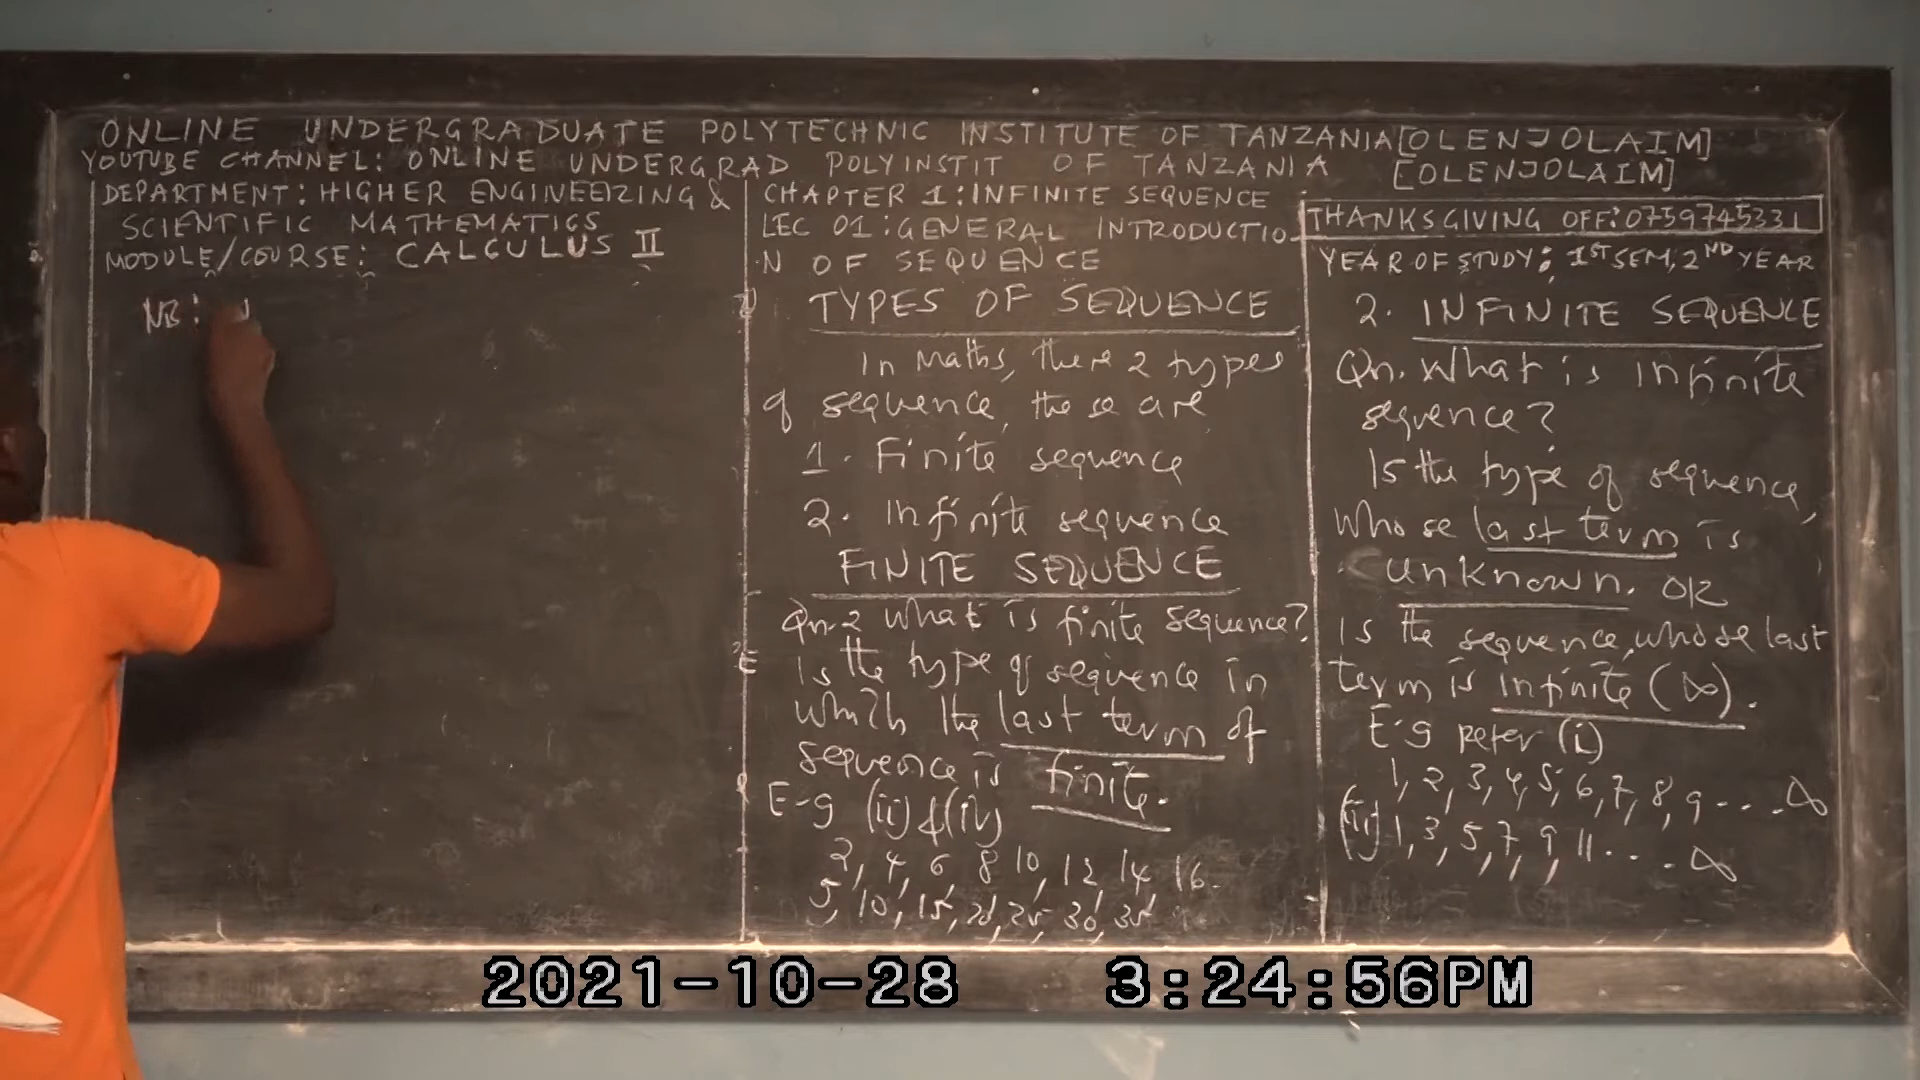 ONLINE UNDERGRADUATE POLYTECHNIC INSTITUTE OF TANZANIA [OLENJOLAIM]
YOUTUBE CHANNEL: ONLINE UNDERGRAD POLYINSTIT OF TANZANIA [OLENJOLAIM]
DEPARTMENT: HIGHER ENGINEERING &
SCIENTIFIC MATHEMATICS
MODULE/COURSE: CALCULUS II
NB:
CHAPTER 1: INFINITE SEQUENCE
LEC 01: GENERAL INTRODUCTIO
N OF SEQUENCE
TYPES OF SEQUENCE
In Maths, there 2 types
of sequence, these are
1. Finite sequence
2. Infinite sequence
FINITE SEQUENCE
Qn.2 What is finite sequence?
Is the type of sequence in
which the last term of
sequence is finite.
E-g (ii) &(iv)
2, 4, 6, 8 10, 12, 14, 16.
5, 10, 15, 20, 25, 30, 35
THANKSGIVING OFF: 0759745331
YEAR OF STUDY: 1ST SEM, 2ND YEAR
2. INFINITE SEQUENCE
Qn. What is infinite
sequence?
Is the type of sequence,
whose last term is
unknown. OR
Is the sequence, whose last
term is infinite (∞).
E-g refer (i)
1, 2, 3, 4, 5, 6, 7, 8, 9 ... . ∞
(ii) 1, 3, 5, 7, 9, 11 . . . . ∞
2021-10-28 3:24:56PM